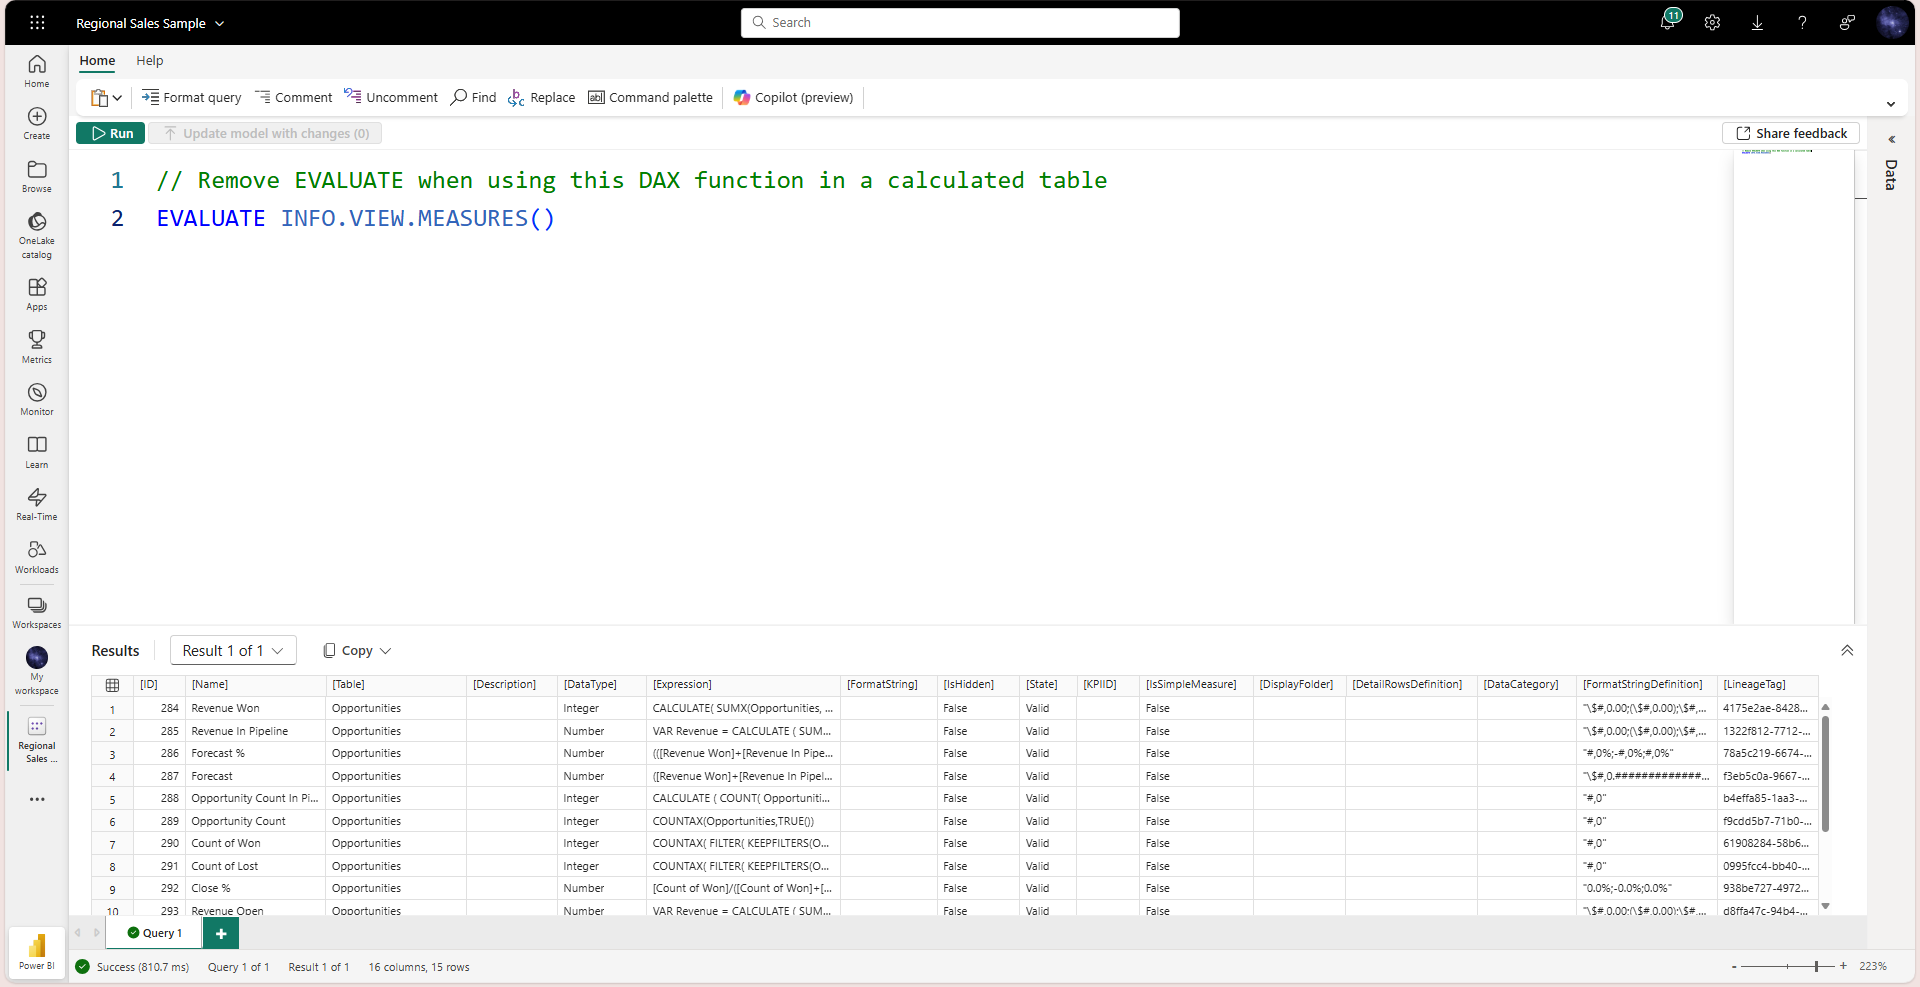 Regional Sales Sample
Search
11
Home Help
Format query Comment Uncomment Find Replace Command palette Copilot (preview)
Run Update model with changes (0) Share feedback
Home
Create
Browse
OneLake
catalog
Apps
Metrics
Monitor
Learn
Real-Time
Workloads
Workspaces
My
workspace
Regional
Sales ...
Power BI
1 // Remove EVALUATE when using this DAX function in a calculated table
2 EVALUATE INFO.VIEW.MEASURES()
Data
Results Result 1 of 1 Copy
[ID] [Name] [Table] [Description] [DataType] [Expression] [FormatString] [IsHidden] [State] [KPIID] [IsSimpleMeasure] [DisplayFolder] [DetailRowsDefinition] [DataCategory] [FormatStringDefinition] [LineageTag]
1 284 Revenue Won Opportunities Integer CALCULATE( SUMX(Opportunities, ... False Valid False "\$#,0.00;(\$#,0.00);\$#,... 4175e2ae-8428...
2 285 Revenue In Pipeline Opportunities Number VAR Revenue = CALCULATE ( SUM... False Valid False "\$#,0.00;(\$#,0.00);\$#,... 1322f812-7712-...
3 286 Forecast % Opportunities Number (([Revenue Won]+[Revenue In Pipe... False Valid False "#,0%;-#,0%;#,0%" 78a5c219-6674-...
4 287 Forecast Opportunities Number ([Revenue Won]+[Revenue In Pipel... False Valid False "\$#,0.#############... f3eb5c0a-9667-...
5 288 Opportunity Count In Pi... Opportunities Integer CALCULATE ( COUNT( Opportuniti... False Valid False "#,0" b4effa85-1aa3-...
6 289 Opportunity Count Opportunities Integer COUNTAX(Opportunities,TRUE()) False Valid False "#,0" f9cdd5b7-71b0-...
7 290 Count of Won Opportunities Integer COUNTAX( FILTER( KEEPFILTERS(O... False Valid False "#,0" 61908284-58b6...
8 291 Count of Lost Opportunities Integer COUNTAX( FILTER( KEEPFILTERS(O... False Valid False "#,0" 0995fcc4-bb40-...
9 292 Close % Opportunities Number [Count of Won]/([Count of Won]+[... False Valid False "0.0%;-0.0%;0.0%" 938be727-4972...
10 293 Revenue Open Opportunities Number VAR Revenue = CALCULATE ( SUM... False Valid False "\$#,0.00;(\$#,0.00);\$#,... d8ffa47c-94b4-...
Query 1
Success (810.7 ms) Query 1 of 1 Result 1 of 1 16 columns, 15 rows
- + 223%